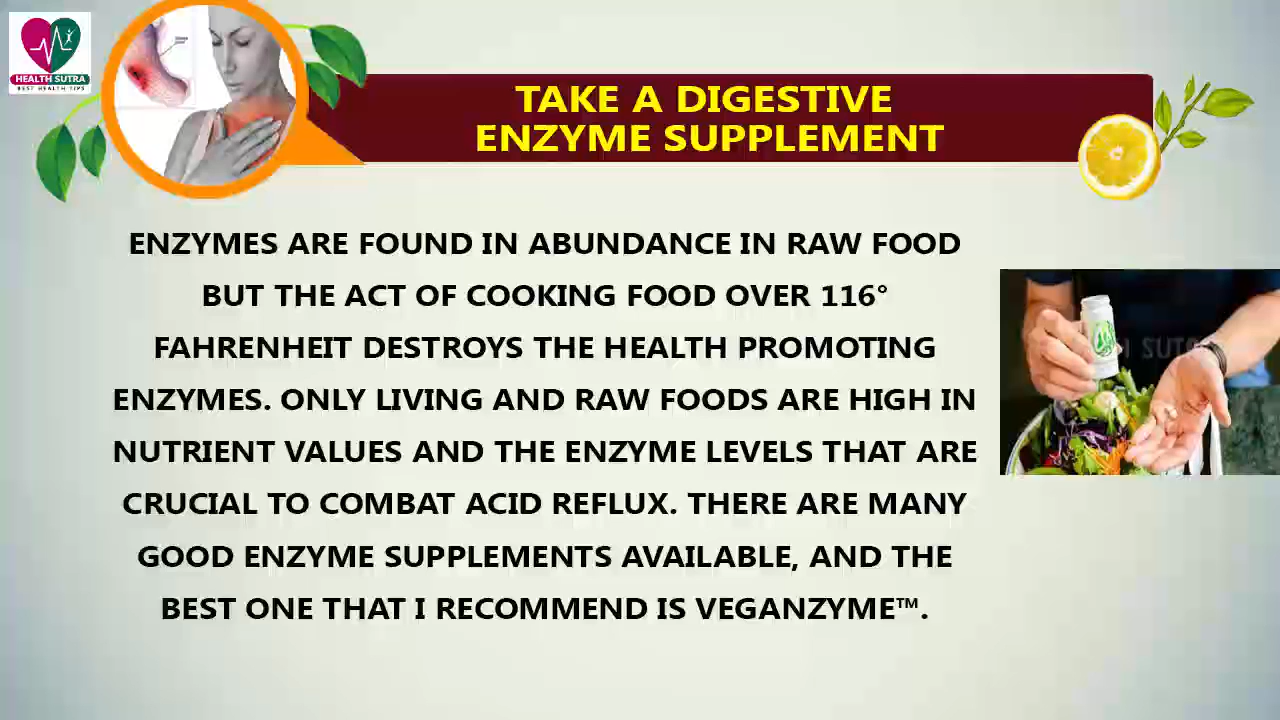 HEALTH SUTRA
BEST HEALTH TIPS
TAKE A DIGESTIVE
ENZYME SUPPLEMENT
ENZYMES ARE FOUND IN ABUNDANCE IN RAW FOOD
BUT THE ACT OF COOKING FOOD OVER 116°
FAHRENHEIT DESTROYS THE HEALTH PROMOTING
ENZYMES. ONLY LIVING AND RAW FOODS ARE HIGH IN
NUTRIENT VALUES AND THE ENZYME LEVELS THAT ARE
CRUCIAL TO COMBAT ACID REFLUX. THERE ARE MANY
GOOD ENZYME SUPPLEMENTS AVAILABLE, AND THE
BEST ONE THAT I RECOMMEND IS VEGANZYME™.